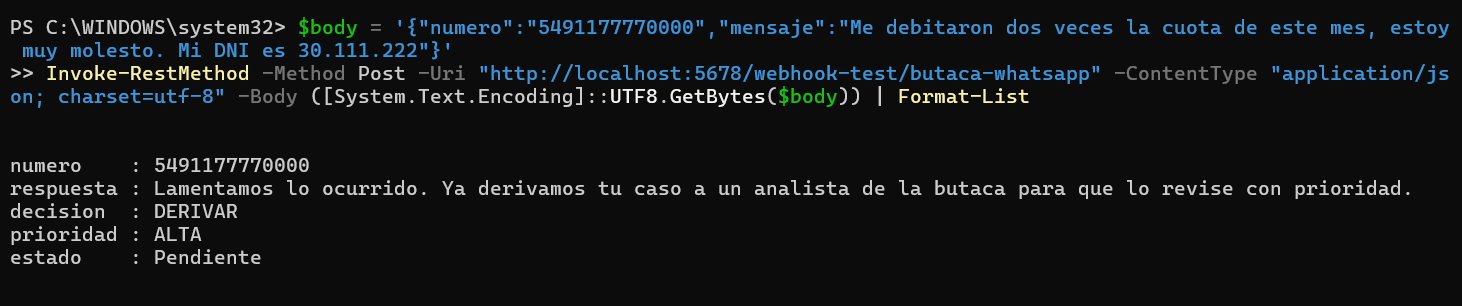 PS C:\WINDOWS\system32> $body = '{"numero":"5491177770000","mensaje":"Me debitaron dos veces la cuota de este mes, estoy
 muy molesto. Mi DNI es 30.111.222"}'
>> Invoke-RestMethod -Method Post -Uri "http://localhost:5678/webhook-test/butaca-whatsapp" -ContentType "application/js
on; charset=utf-8" -Body ([System.Text.Encoding]::UTF8.GetBytes($body)) | Format-List
numero    : 5491177770000
respuesta : Lamentamos lo ocurrido. Ya derivamos tu caso a un analista de la butaca para que lo revise con prioridad.
decision  : DERIVAR
prioridad : ALTA
estado    : Pendiente